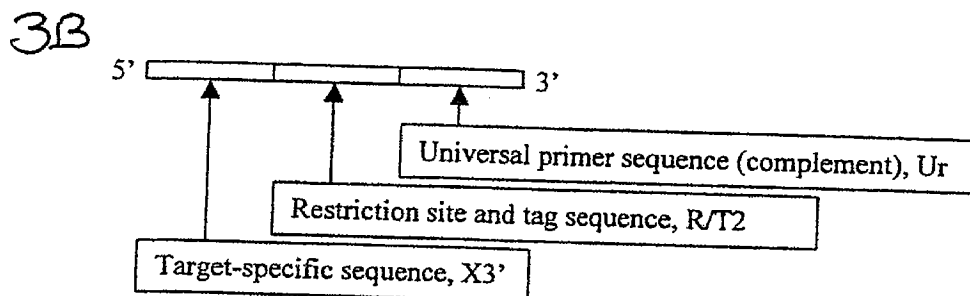 3B
5’ 3’
Universal primer sequence (complement), Ur
Restriction site and tag sequence, R/T2
Target-specific sequence, X3’